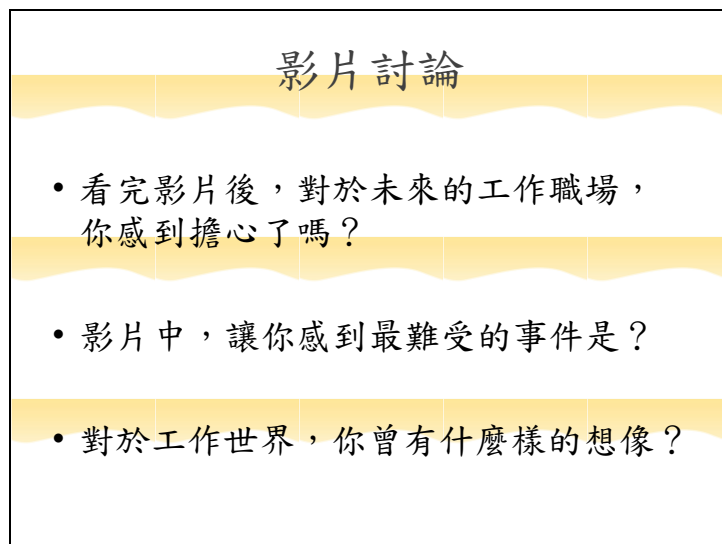 影片討論
• 看完影片後，對於未來的工作職場，
你感到擔心了嗎？
• 影片中，讓你感到最難受的事件是？
• 對於工作世界，你曾有什麼樣的想像？